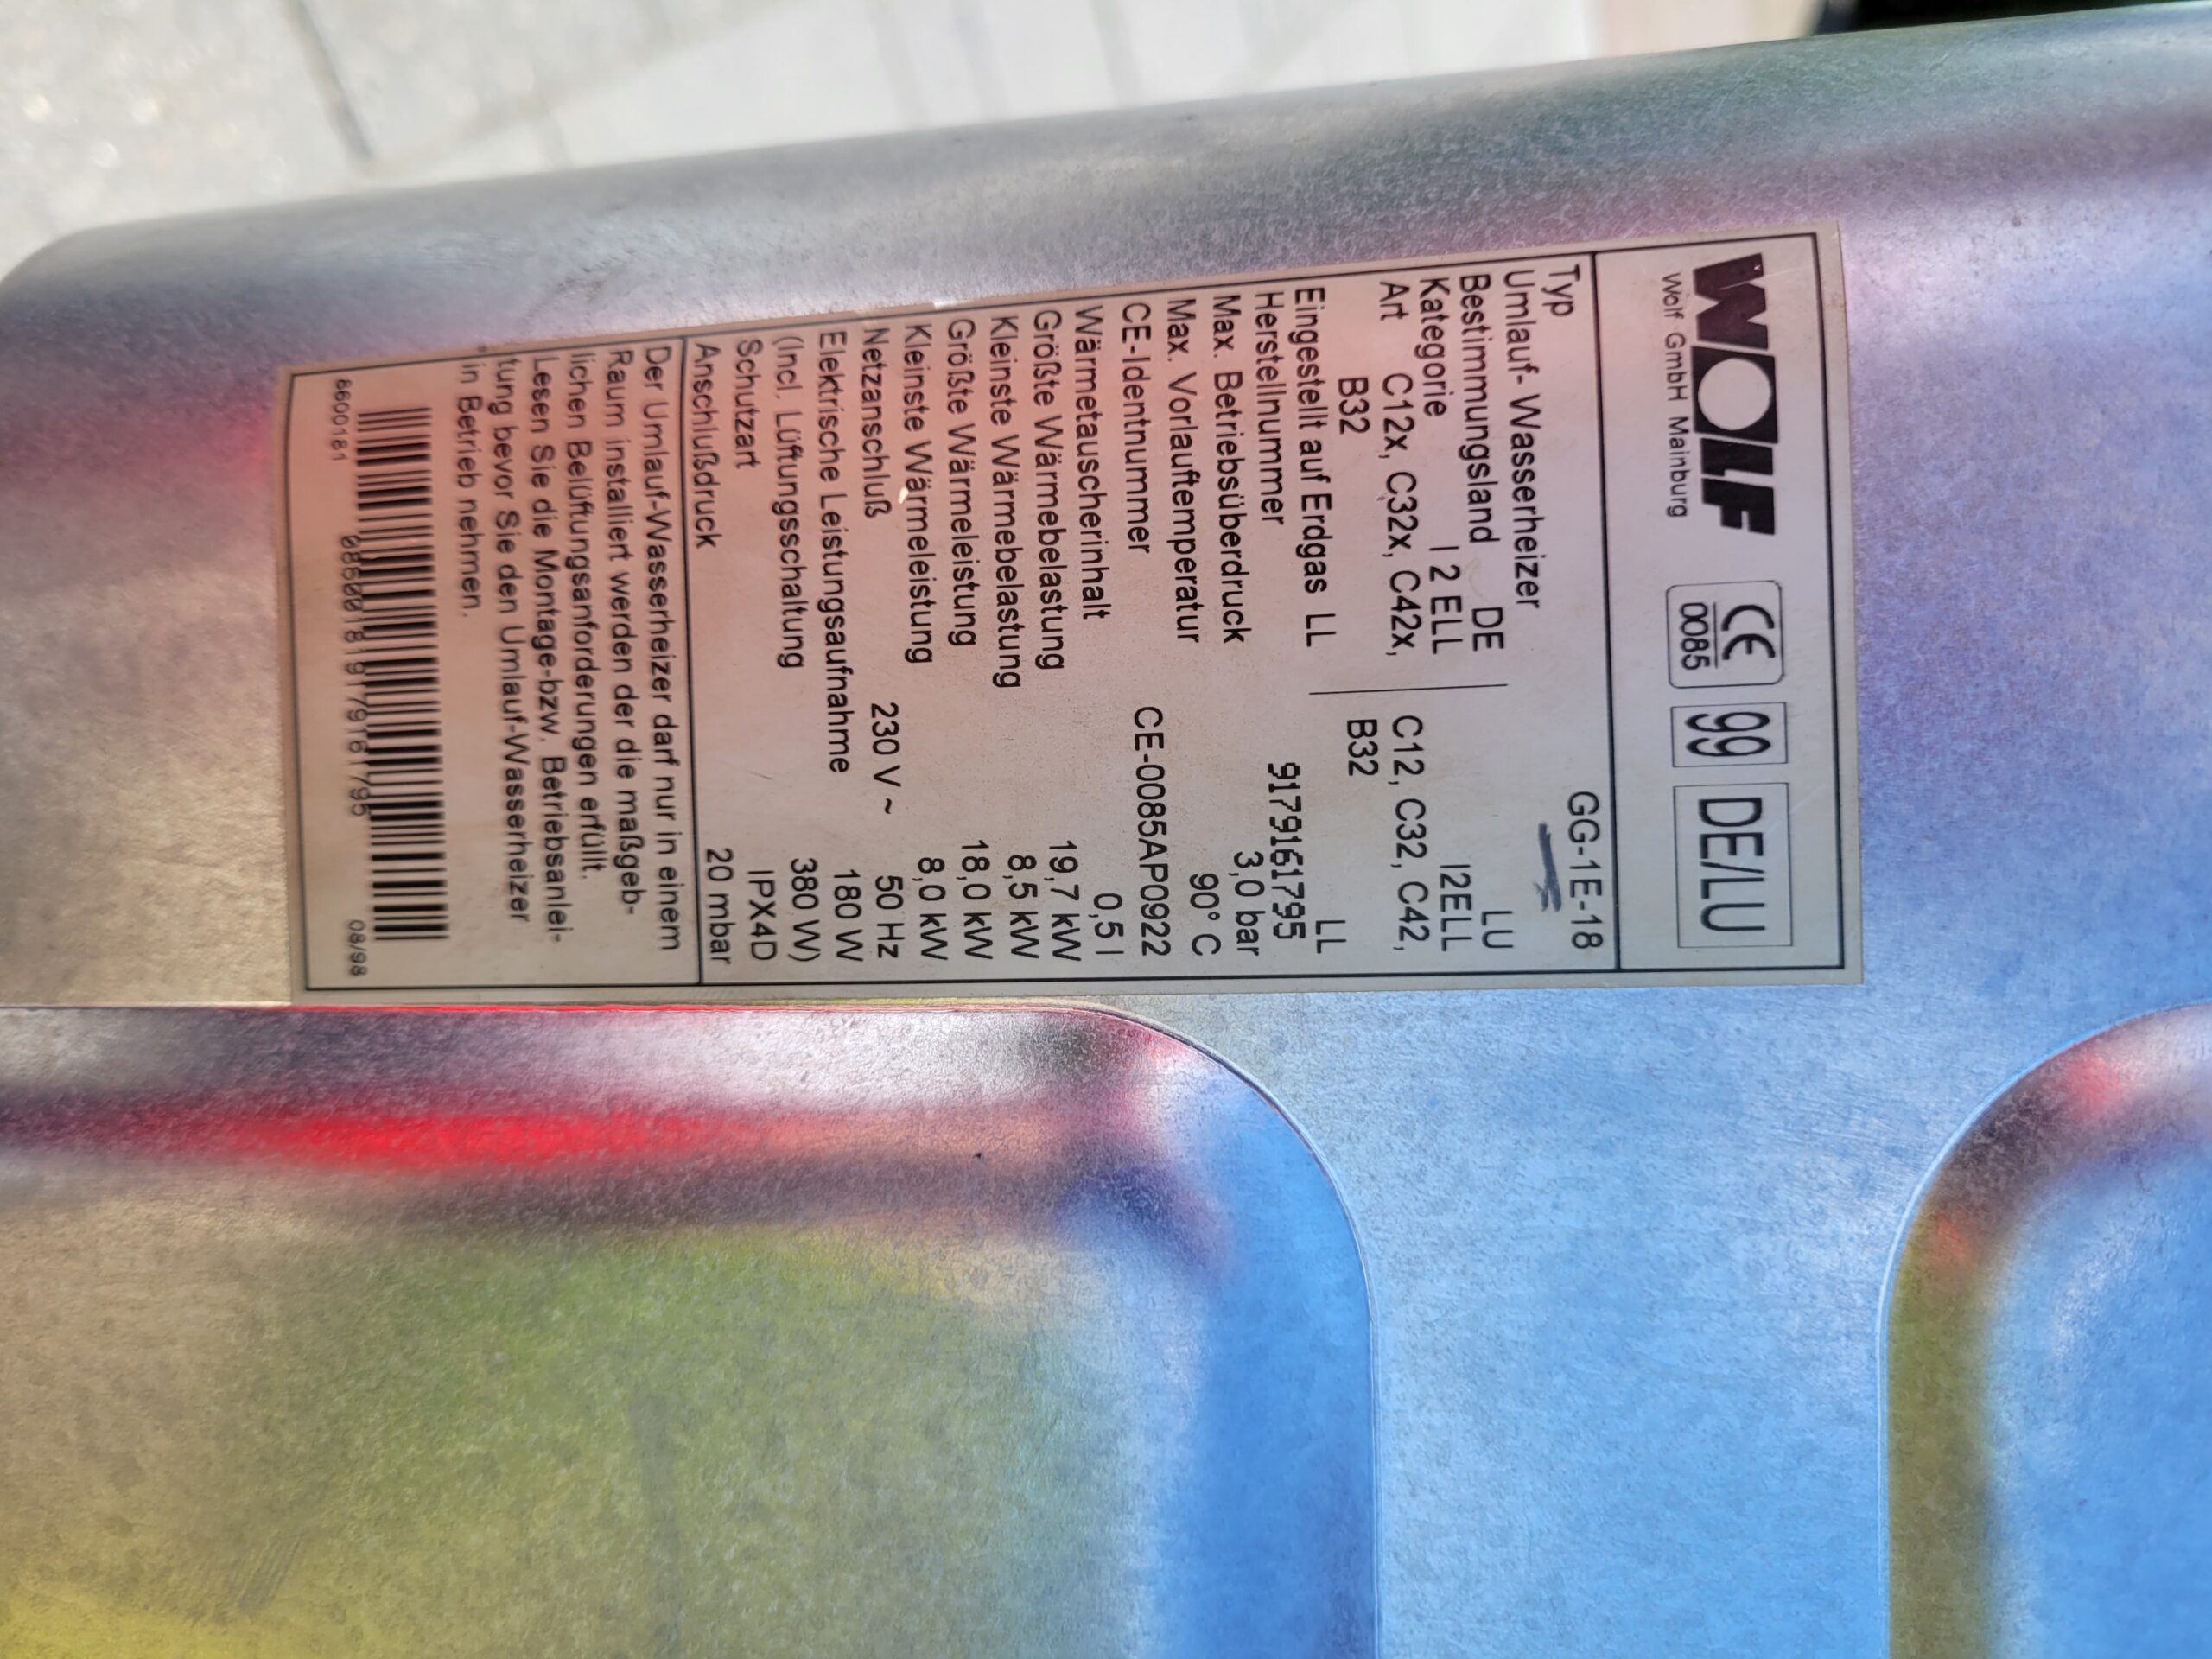 WOLF
Wolf GmbH Mainburg
CE 0085 99 DE/LU
Typ GG-1E-18
Umlauf- Wasserheizer
Bestimmungsland DE LU
Kategorie I 2 ELL I2ELL
Art C12x, C32x, C42x, C12, C32, C42,
B32 B32
Eingestellt auf Erdgas LL LL
Herstellnummer 9179161795
Max. Betriebsüberdruck 3,0 bar
Max. Vorlauftemperatur 90° C
CE-Identnummer CE-0085AP0922
Wärmetauscherinhalt 0,5 l
Größte Wärmebelastung 19,7 kW
Kleinste Wärmebelastung 8,5 kW
Größte Wärmeleistung 18,0 kW
Kleinste Wärmeleistung 8,0 kW
Netzanschluß 230 V ~ 50 Hz
Elektrische Leistungsaufnahme 180 W
(Incl. Lüftungsschaltung 380 W)
Schutzart IPX4D
Anschlußdruck 20 mbar
Der Umlauf-Wasserheizer darf nur in einem
Raum installiert werden der die maßgeb-
lichen Belüftungsanforderungen erfüllt.
Lesen Sie die Montage-bzw. Betriebsanlei-
tung bevor Sie den Umlauf-Wasserheizer
in Betrieb nehmen.
8600181 086001819179161795 08/98